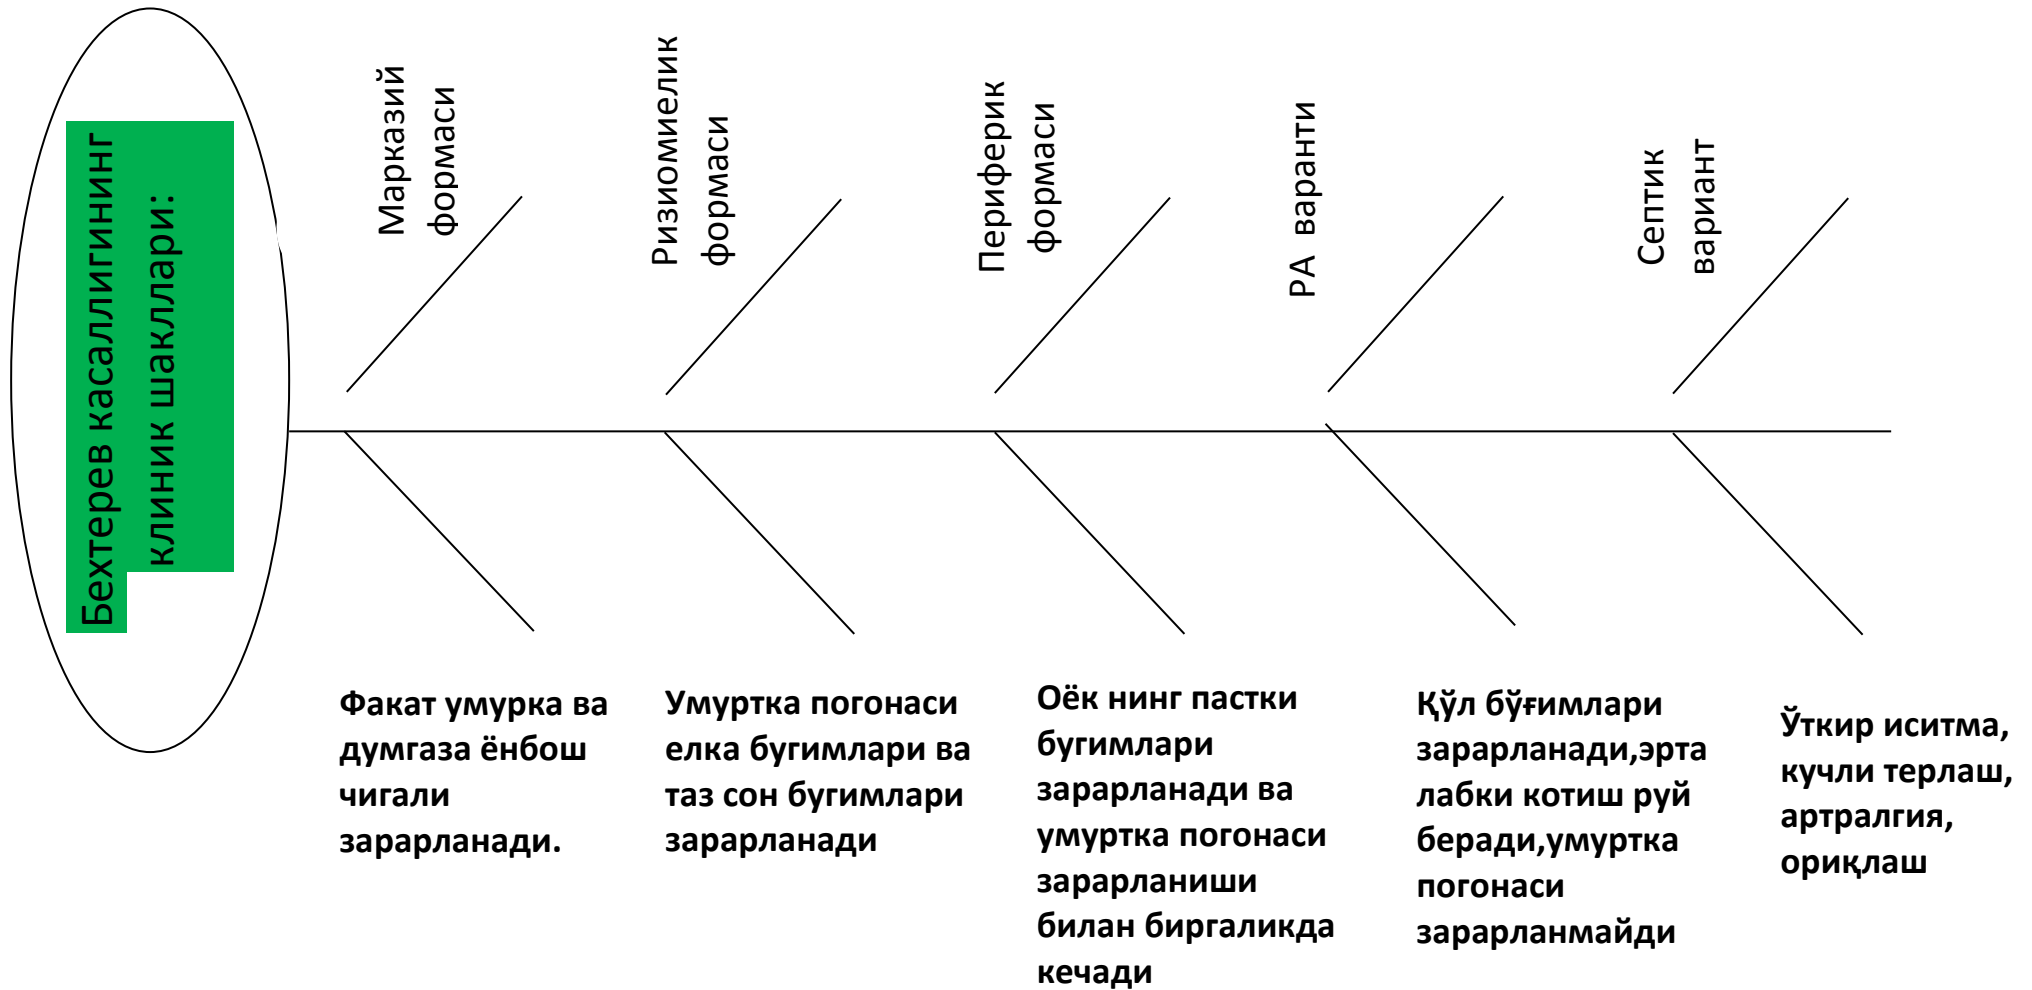 Бехтерев касаллигининг
клиник шакллари:
Марказий
формаси
Ризиомиелик
формаси
Периферик
формаси
РА варанти
Септик
вариант
Факат умурка ва
думгаза ёнбош
чигали
зарарланади.
Умуртка погонаси
елка бугимлари ва
таз сон бугимлари
зарарланади
Оёк нинг пастки
бугимлари
зарарланади ва
умуртка погонаси
зарарланиши
билан биргаликда
кечади
Қўл бўғимлари
зарарланади,эрта
лабки котиш руй
беради,умуртка
погонаси
зарарланмайди
Ўткир иситма,
кучли терлаш,
артралгия,
ориқлаш